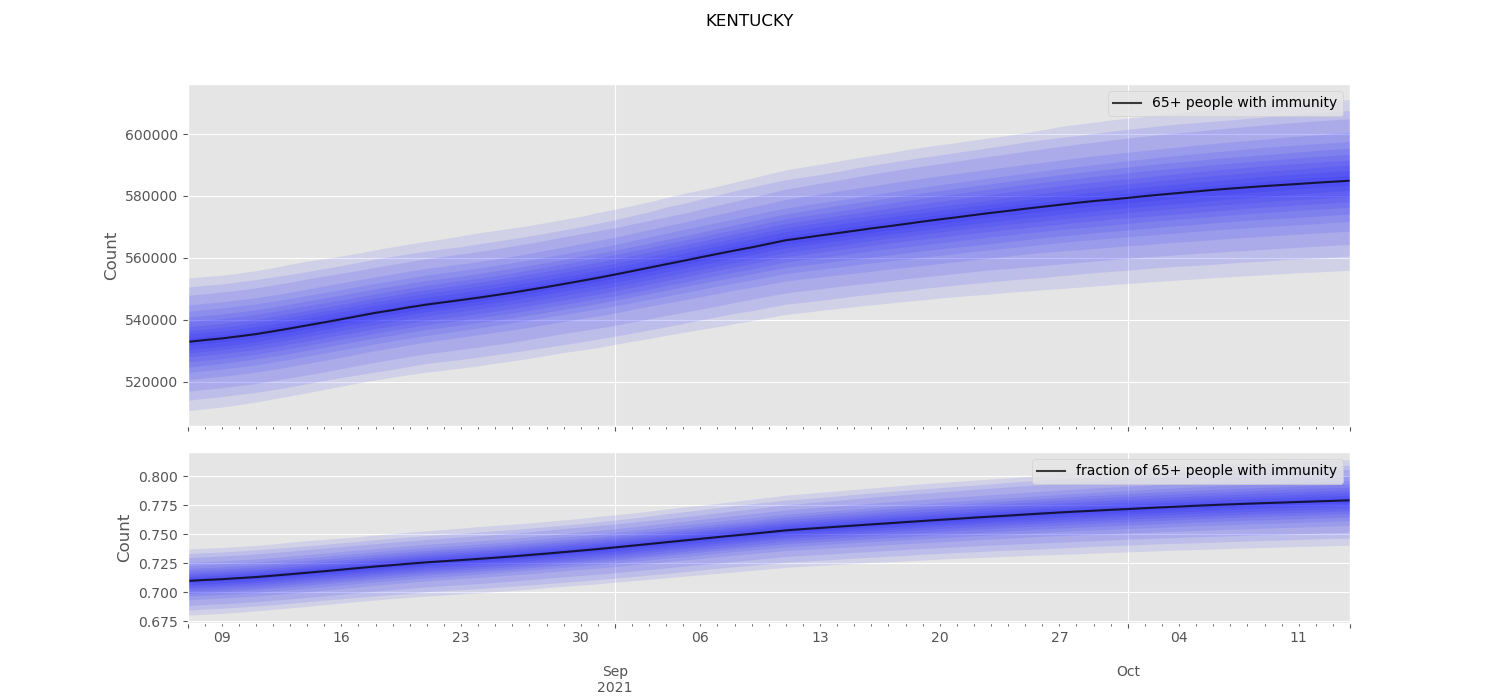 KENTUCKY
65+ people with immunity
600000
580000
560000
540000
520000
Count
fraction of 65+ people with immunity
0.800
0.775
0.750
0.725
0.700
0.675
Count
09 16 23 30 06 13 20 27 04 11
Sep Oct
2021